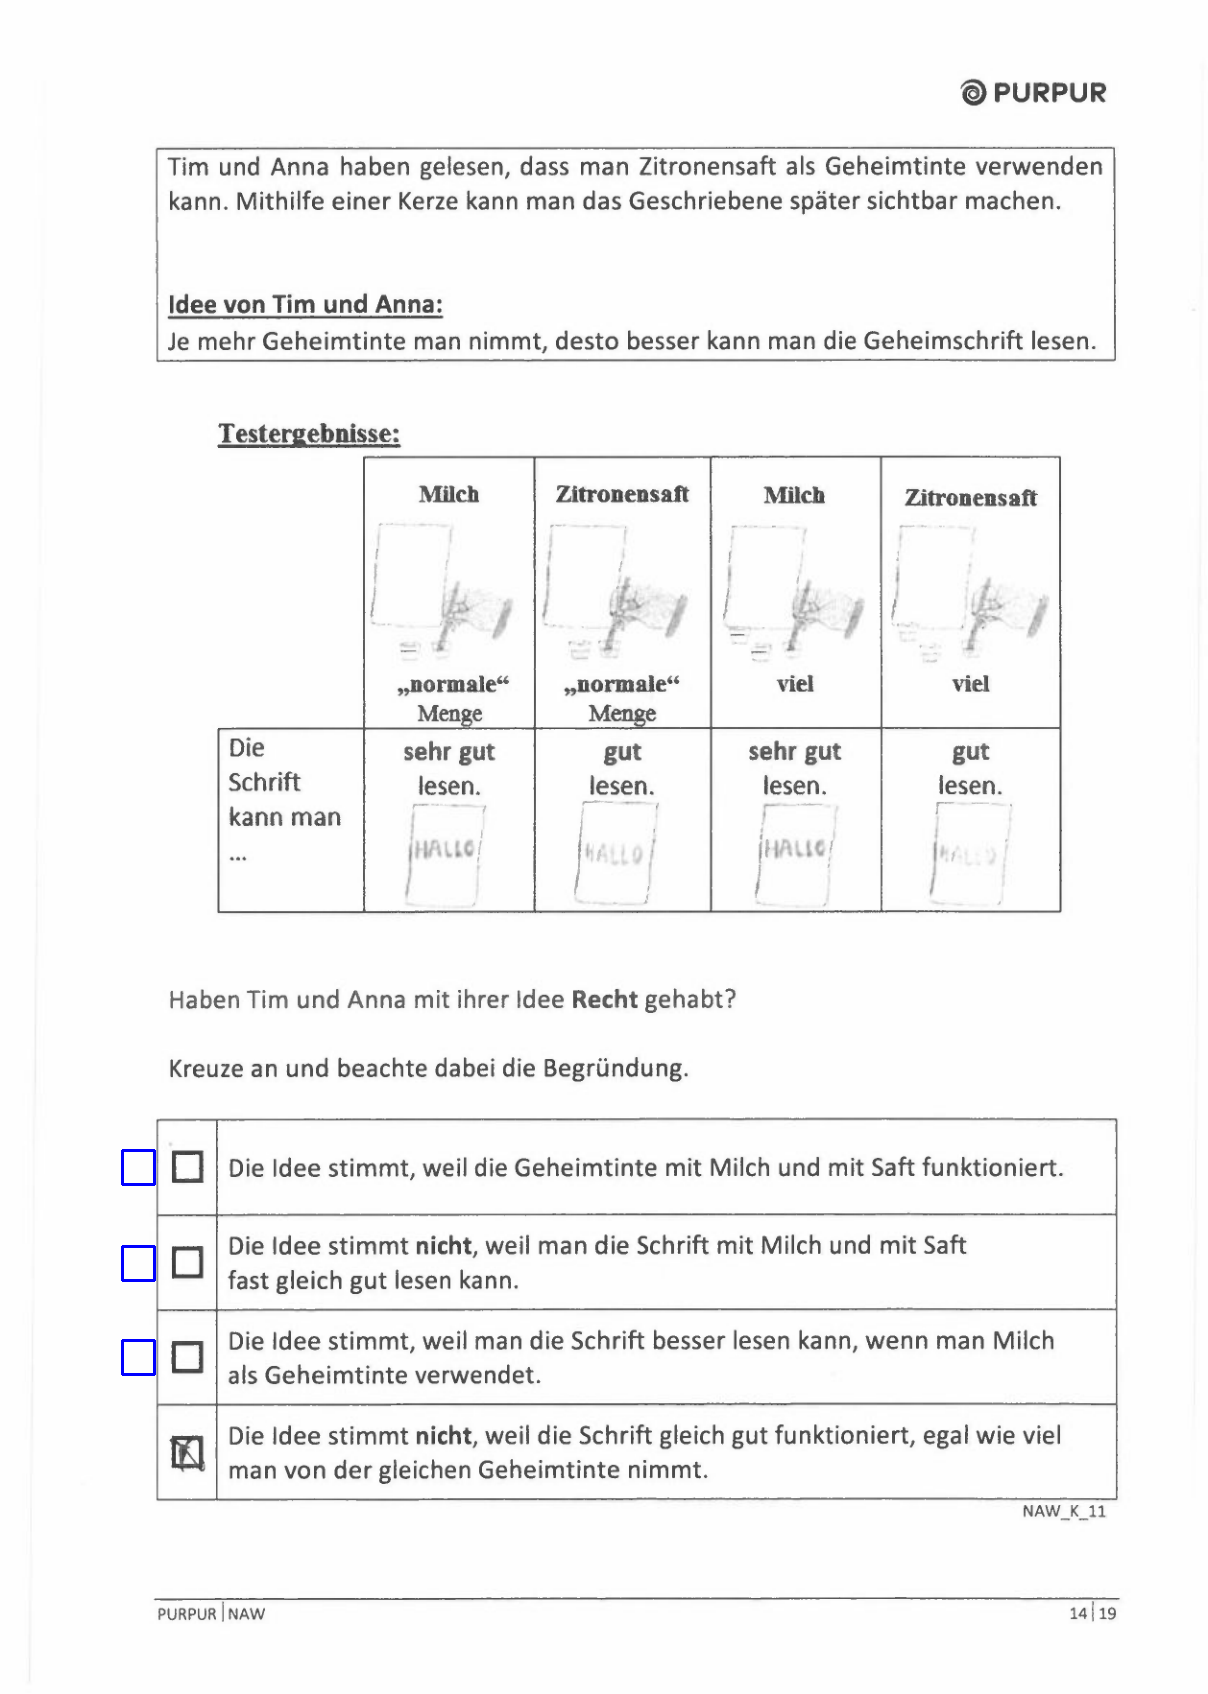 PURPUR
Tim und Anna haben gelesen, dass man Zitronensaft als Geheimtinte verwenden
kann. Mithilfe einer Kerze kann man das Geschriebene später sichtbar machen.
Idee von Tim und Anna:
Je mehr Geheimtinte man nimmt, desto besser kann man die Geheimschrift lesen.
Testergebnisse:
Milch Zitronensaft Milch Zitronensaft
„normale“ „normale“ viel viel
Menge Menge
Die sehr gut gut sehr gut gut
Schrift lesen. lesen. lesen. lesen.
kann man
HALLO HALLO HALLO HALLO
...
Haben Tim und Anna mit ihrer Idee Recht gehabt?
Kreuze an und beachte dabei die Begründung.
Die Idee stimmt, weil die Geheimtinte mit Milch und mit Saft funktioniert.
Die Idee stimmt nicht, weil man die Schrift mit Milch und mit Saft
fast gleich gut lesen kann.
Die Idee stimmt, weil man die Schrift besser lesen kann, wenn man Milch
als Geheimtinte verwendet.
Die Idee stimmt nicht, weil die Schrift gleich gut funktioniert, egal wie viel
man von der gleichen Geheimtinte nimmt.
NAW_K_11
PURPUR | NAW 14 | 19